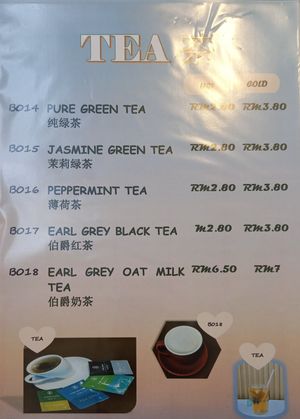 TEA 茶
HOT COLD
B014 PURE GREEN TEA RM2.80 RM3.80
纯绿茶
B015 JASMINE GREEN TEA RM2.80 RM3.80
茉莉绿茶
B016 PEPPERMINT TEA RM2.80 RM3.80
薄荷茶
B017 EARL GREY BLACK TEA M2.80 RM3.80
伯爵红茶
B018 EARL GREY OAT MILK RM6.50 RM7
TEA
伯爵奶茶
TEA
B018
TEA